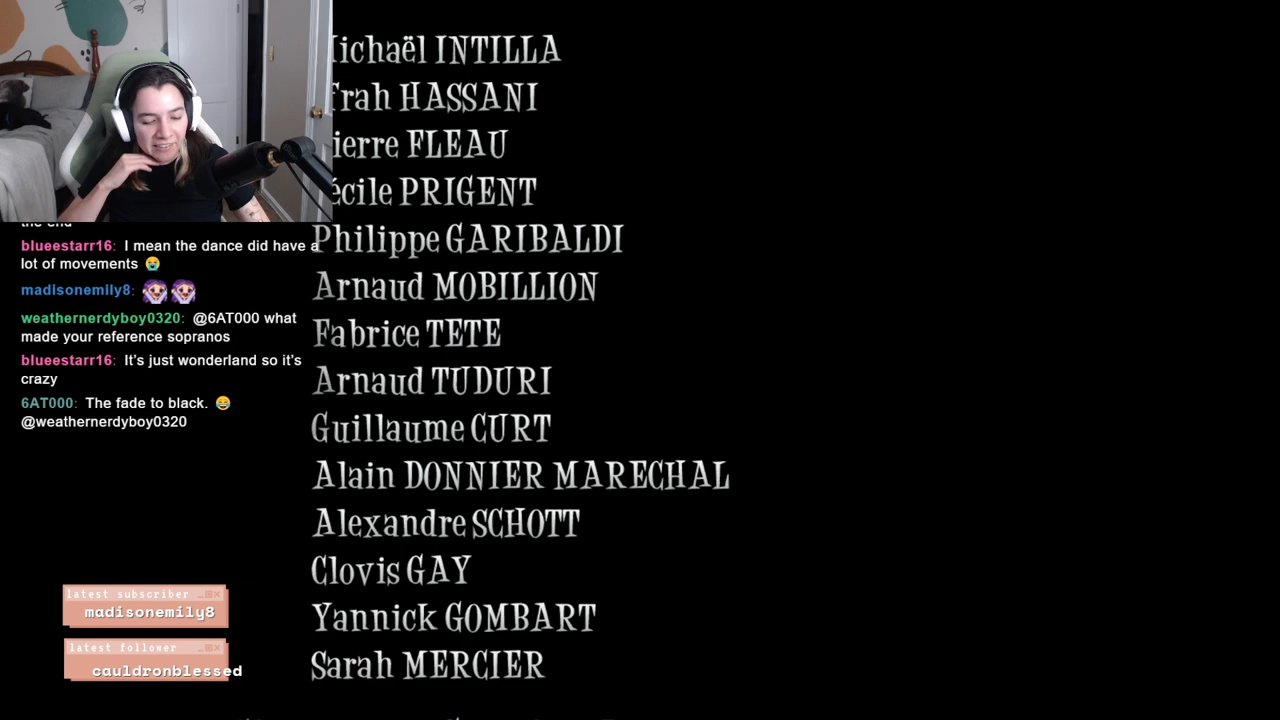 ichaël INTILLA
frah HASSANI
ierre FLEAU
écile PRIGENT
Philippe GARIBALDI
Arnaud MOBILLION
Fabrice TETE
Arnaud TUDURI
Guillaume CURT
Alain DONNIER MARECHAL
Alexandre SCHOTT
Clovis GAY
Yannick GOMBART
Sarah MERCIER
the end
blueestarr16: I mean the dance did have a
lot of movements 😭
madisonemily8:
weathernerdyboy0320: @6AT000 what
made your reference sopranos
blueestarr16: It's just wonderland so it's
crazy
6AT000: The fade to black. 😂
@weathernerdyboy0320
latest subscriber
madisonemily8
latest follower
cauldronblessed